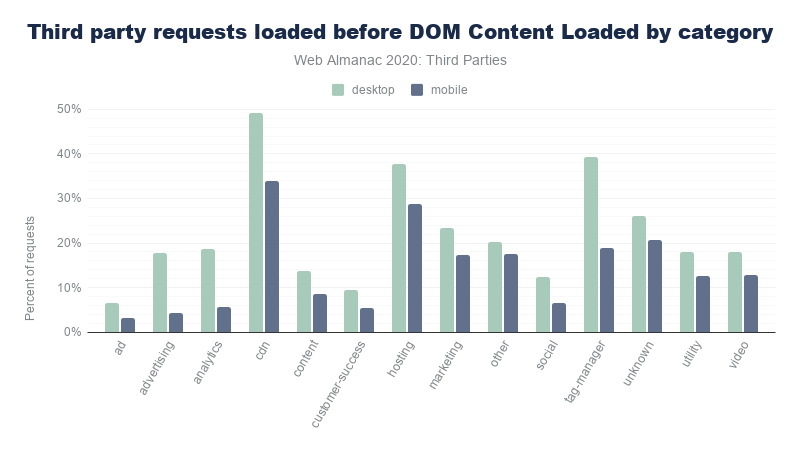 Third party requests loaded before DOM Content Loaded by category
Web Almanac 2020: Third Parties
desktop mobile
50%
40%
30%
20%
10%
0%
Percent of requests
ad
advertising
analytics
cdn
content
customer-success
hosting
marketing
other
social
tag-manager
unknown
utility
video